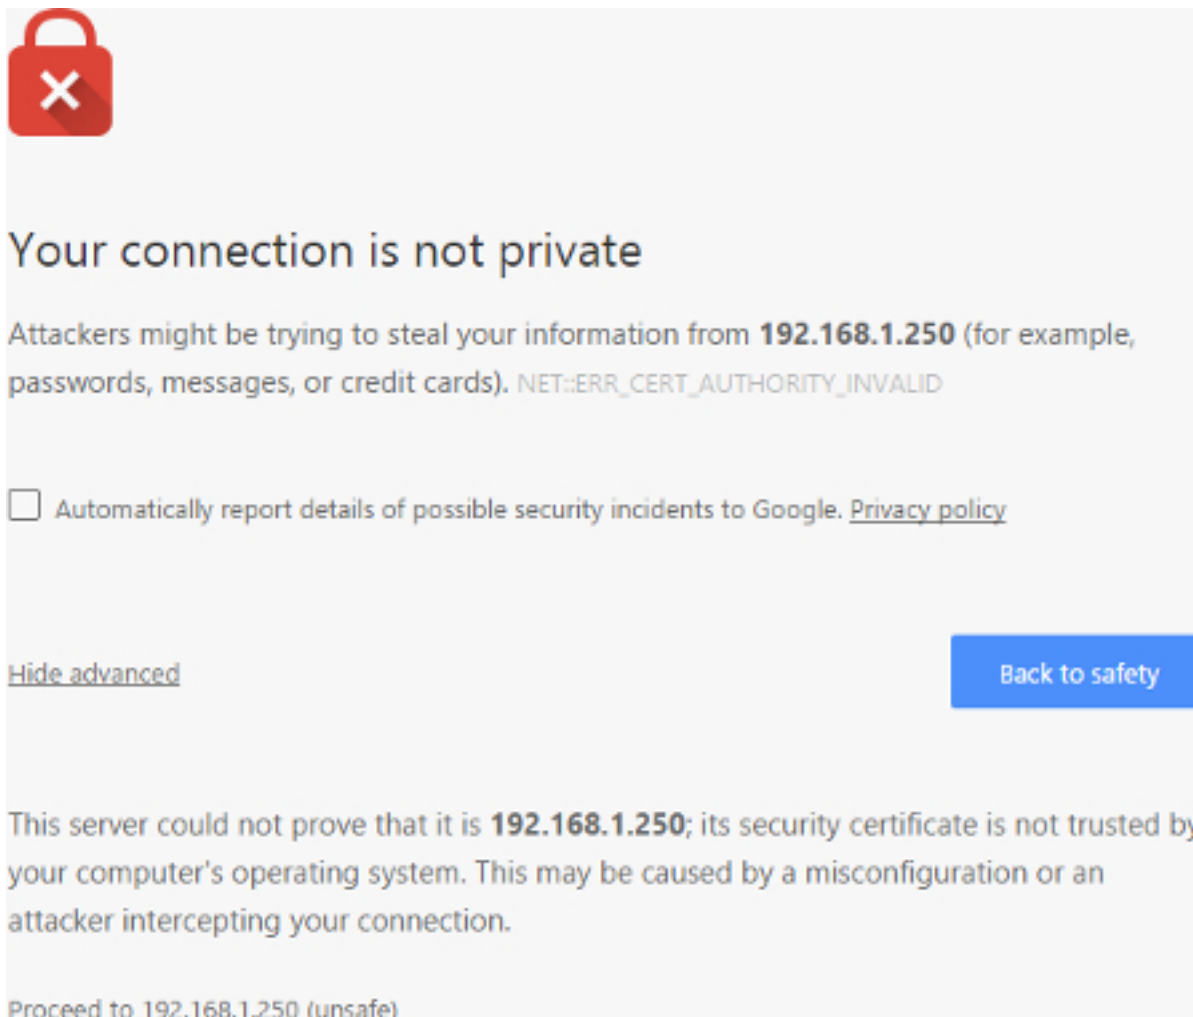 Your connection is not private
Attackers might be trying to steal your information from 192.168.1.250 (for example,
passwords, messages, or credit cards). NET::ERR_CERT_AUTHORITY_INVALID
Automatically report details of possible security incidents to Google. Privacy policy
Hide advanced
Back to safety
This server could not prove that it is 192.168.1.250; its security certificate is not trusted by
your computer's operating system. This may be caused by a misconfiguration or an
attacker intercepting your connection.
Proceed to 192.168.1.250 (unsafe)